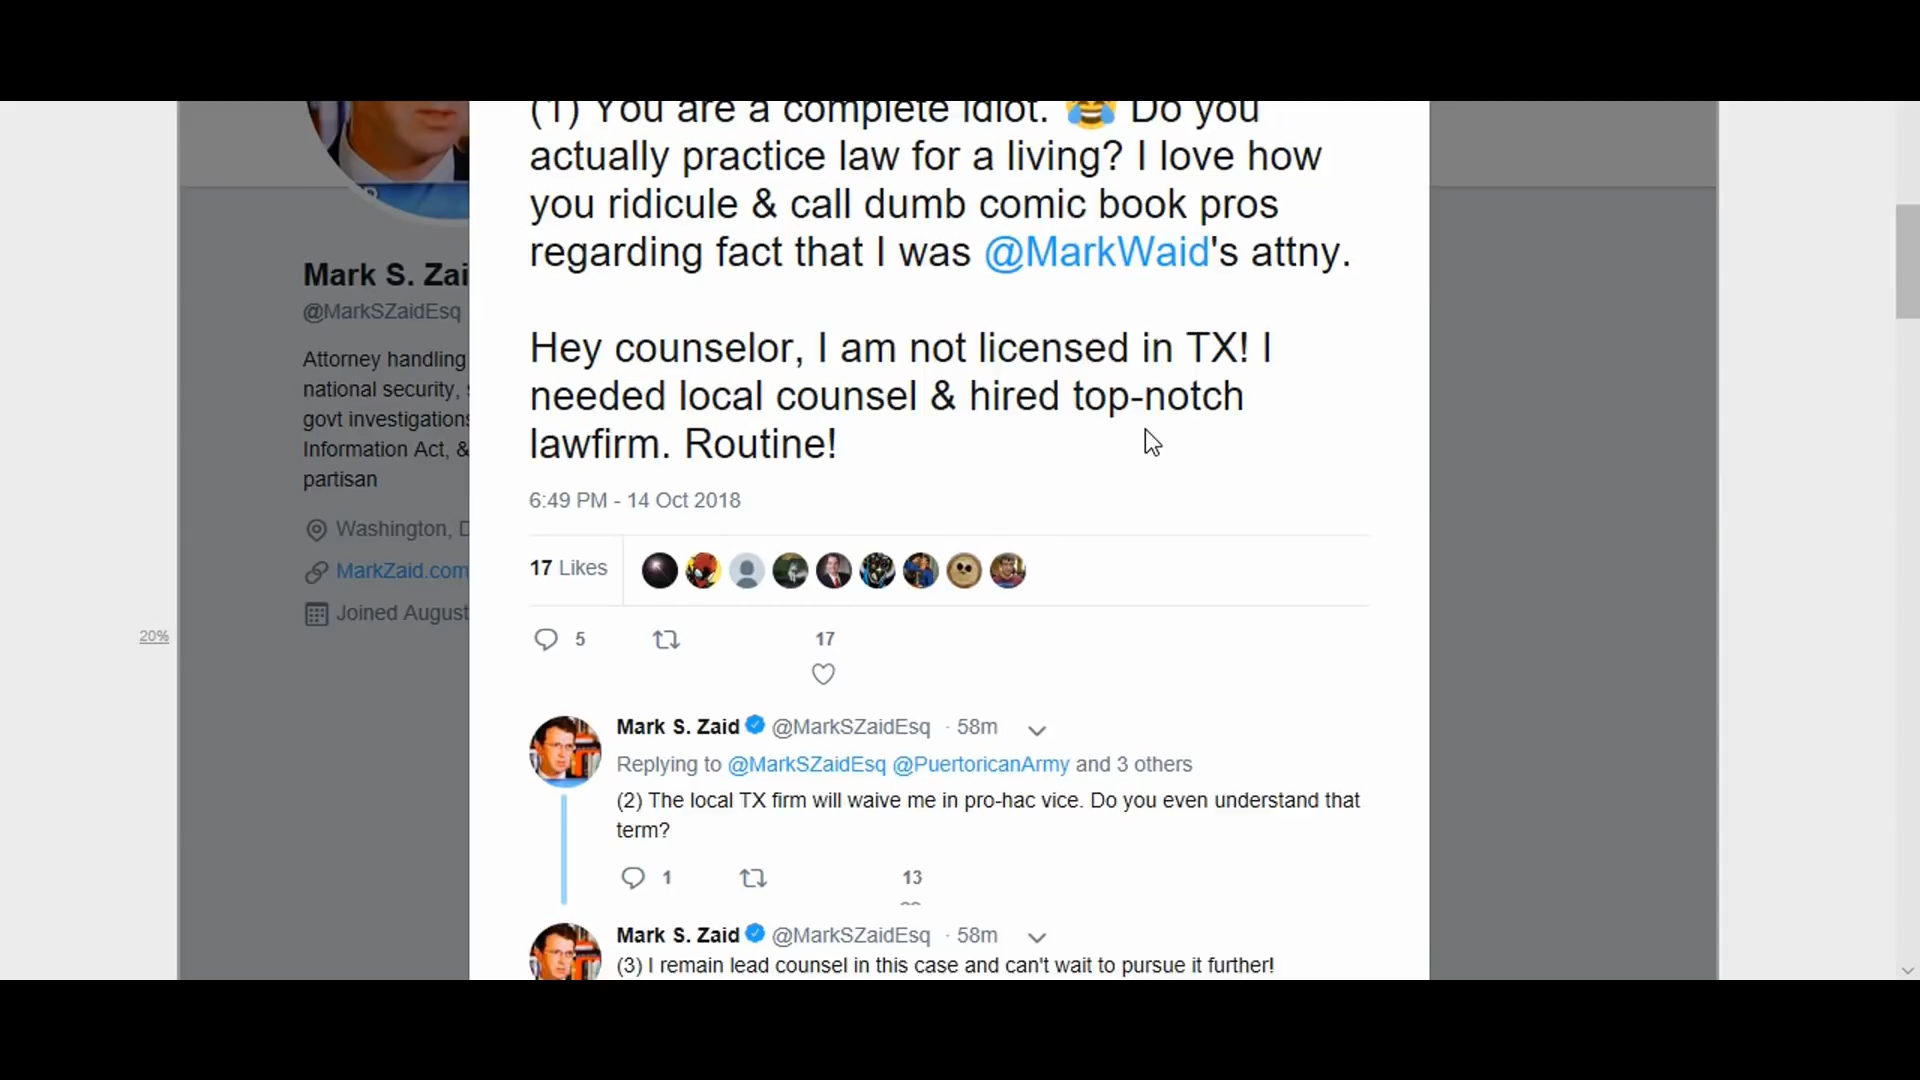 (1) You are a complete idiot. 😂 Do you
actually practice law for a living? I love how
you ridicule & call dumb comic book pros
regarding fact that I was @MarkWaid's attny.
Hey counselor, I am not licensed in TX! I
needed local counsel & hired top-notch
lawfirm. Routine!
6:49 PM - 14 Oct 2018
17 Likes
5
17
Mark S. Zaid @MarkSZaidEsq · 58m
Replying to @MarkSZaidEsq @PuertoricanArmy and 3 others
(2) The local TX firm will waive me in pro-hac vice. Do you even understand that
term?
1
13
Mark S. Zaid @MarkSZaidEsq · 58m
(3) I remain lead counsel in this case and can't wait to pursue it further!
Mark S. Zai
@MarkSZaidEsq
Attorney handling
national security,
govt investigations
Information Act, &
partisan
Washington, D
MarkZaid.com
Joined August
20%